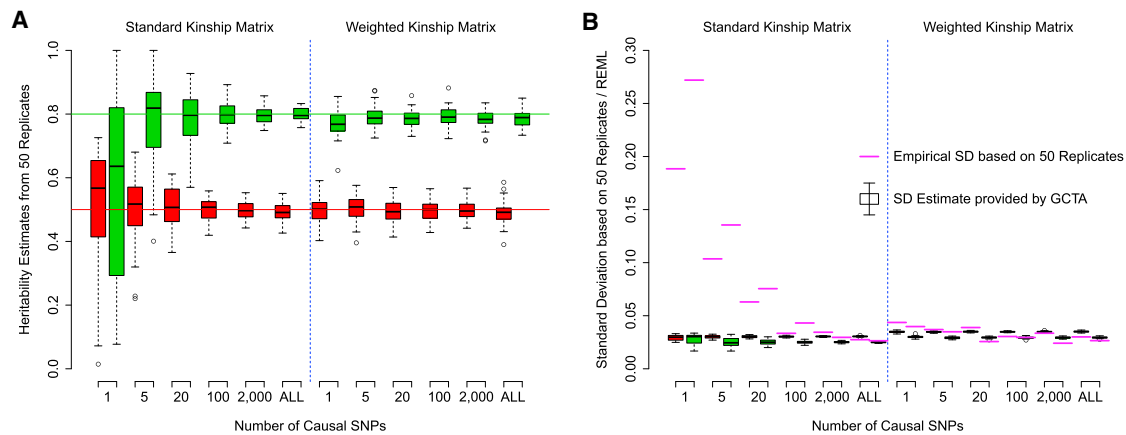 A
Standard Kinship Matrix
Weighted Kinship Matrix
Heritability Estimates from 50 Replicates
1.0
0.8
0.6
0.4
0.2
0.0
1 5 20 100 2,000 ALL 1 5 20 100 2,000 ALL
Number of Causal SNPs
B
Standard Kinship Matrix
Weighted Kinship Matrix
Standard Deviation based on 50 Replicates / REML
0.30
0.25
0.20
0.15
0.10
0.05
0.00
Empirical SD based on 50 Replicates
SD Estimate provided by GCTA
1 5 20 100 2,000 ALL 1 5 20 100 2,000 ALL
Number of Causal SNPs